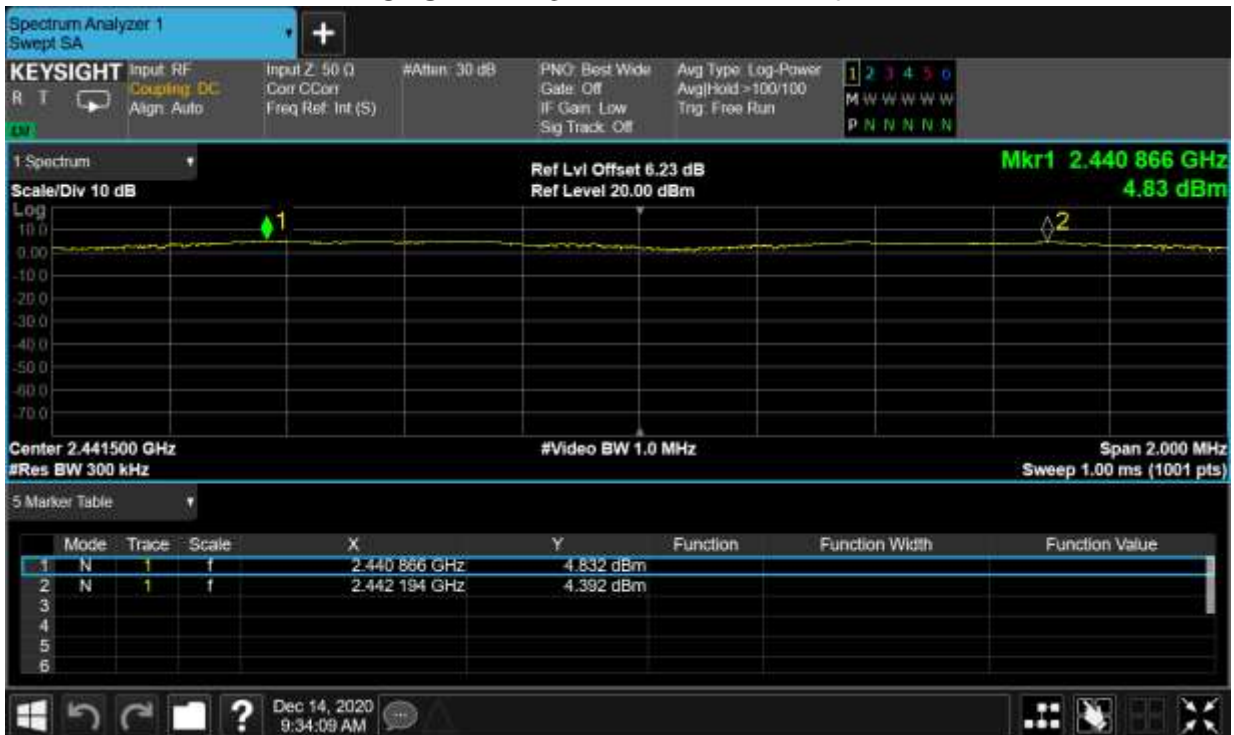 Spectrum Analyzer 1
Swept SA
+
KEYSIGHT
R T
Input: RF
Coupling: DC
Align: Auto
Input Z: 50 Ω
Corr CCorr
Freq Ref: Int (S)
#Atten: 30 dB
PNO: Best Wide
Gate: Off
IF Gain: Low
Sig Track: Off
Avg Type: Log-Power
Avg|Hold:>100/100
Trig: Free Run
1 2 3 4 5 6
M W W W W W
P N N N N N
1 Spectrum
Scale/Div 10 dB
Ref Lvl Offset 6.23 dB
Ref Level 20.00 dBm
Mkr1 2.440 866 GHz
4.83 dBm
Log
10.0
0.00
-10.0
-20.0
-30.0
-40.0
-50.0
-60.0
-70.0
1
2
Center 2.441500 GHz
#Res BW 300 kHz
#Video BW 1.0 MHz
Span 2.000 MHz
Sweep 1.00 ms (1001 pts)
5 Marker Table
Mode Trace Scale X Y Function Function Width Function Value
1 N 1 f 2.440 866 GHz 4.832 dBm
2 N 1 f 2.442 194 GHz 4.392 dBm
3
4
5
6
?
Dec 14, 2020
9:34:09 AM